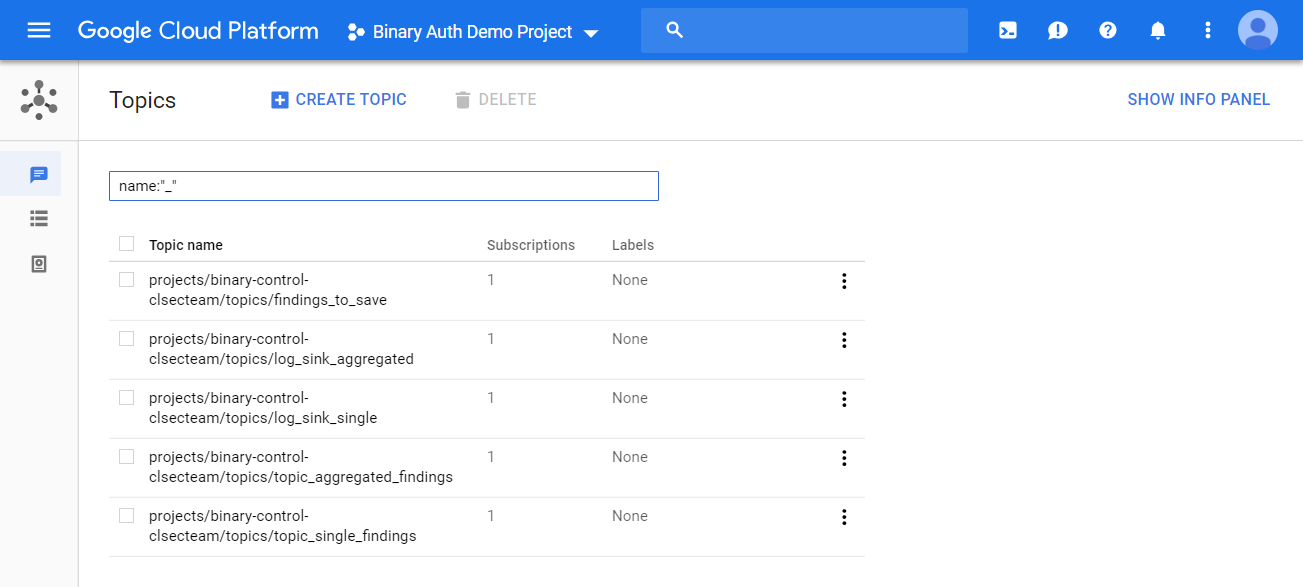 Google Cloud Platform
Binary Auth Demo Project
Topics
CREATE TOPIC
DELETE
SHOW INFO PANEL
name:"_"
Topic name Subscriptions Labels
projects/binary-control- 1 None
clsecteam/topics/findings_to_save
projects/binary-control- 1 None
clsecteam/topics/log_sink_aggregated
projects/binary-control- 1 None
clsecteam/topics/log_sink_single
projects/binary-control- 1 None
clsecteam/topics/topic_aggregated_findings
projects/binary-control- 1 None
clsecteam/topics/topic_single_findings